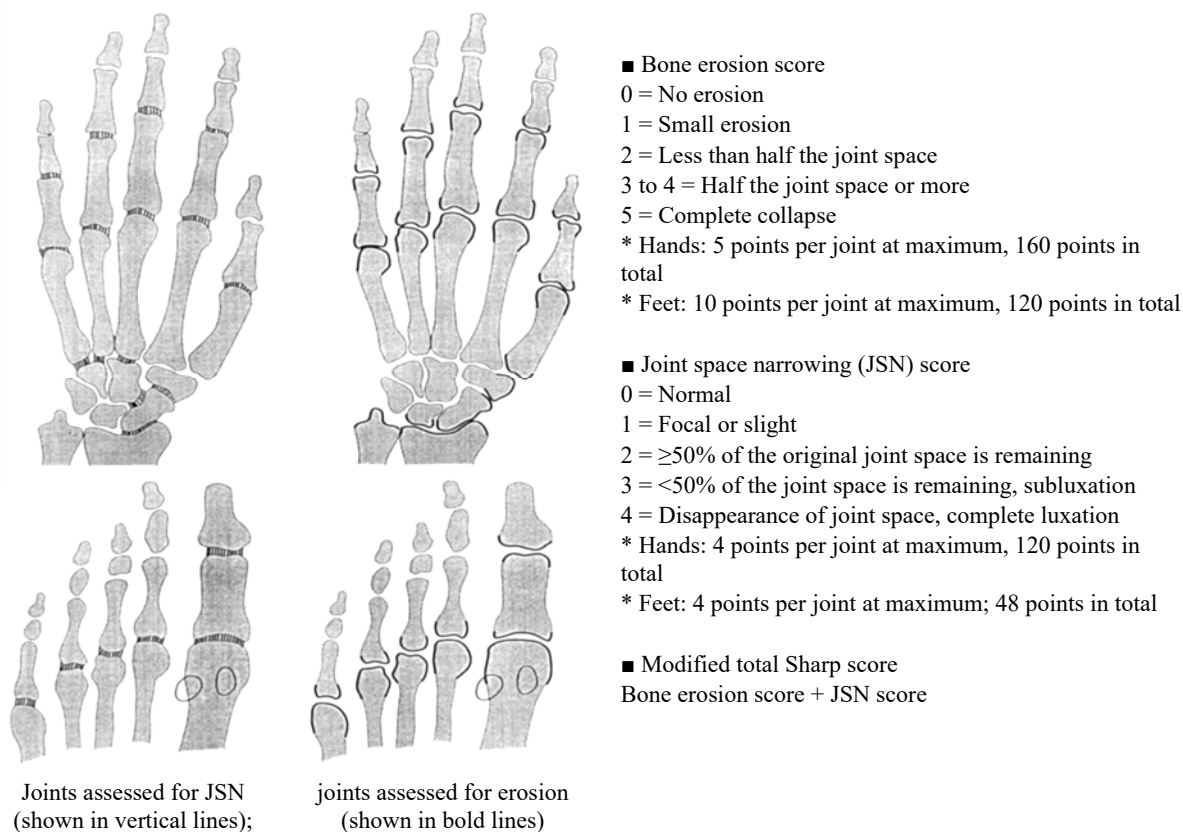 ■ Bone erosion score
0 = No erosion
1 = Small erosion
2 = Less than half the joint space
3 to 4 = Half the joint space or more
5 = Complete collapse
* Hands: 5 points per joint at maximum, 160 points in
total
* Feet: 10 points per joint at maximum, 120 points in total
■ Joint space narrowing (JSN) score
0 = Normal
1 = Focal or slight
2 = ≥50% of the original joint space is remaining
3 = <50% of the joint space is remaining, subluxation
4 = Disappearance of joint space, complete luxation
* Hands: 4 points per joint at maximum, 120 points in
total
* Feet: 4 points per joint at maximum; 48 points in total
■ Modified total Sharp score
Bone erosion score + JSN score
Joints assessed for JSN
(shown in vertical lines);
joints assessed for erosion
(shown in bold lines)